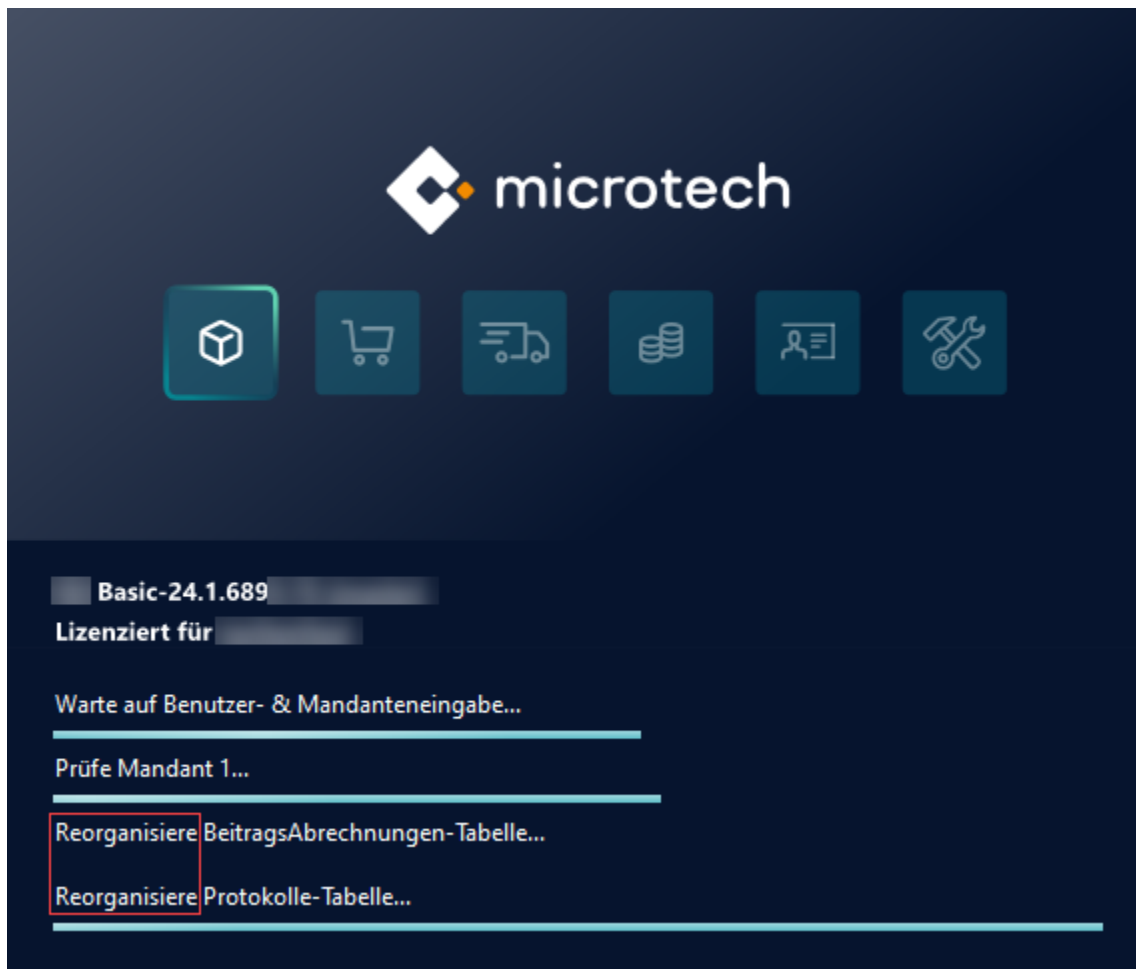 microtech
Basic-24.1.689
Lizenziert für
Warte auf Benutzer- & Mandanteneingabe...
Prüfe Mandant 1...
Reorganisiere BeitragsAbrechnungen-Tabelle...
Reorganisiere Protokolle-Tabelle...